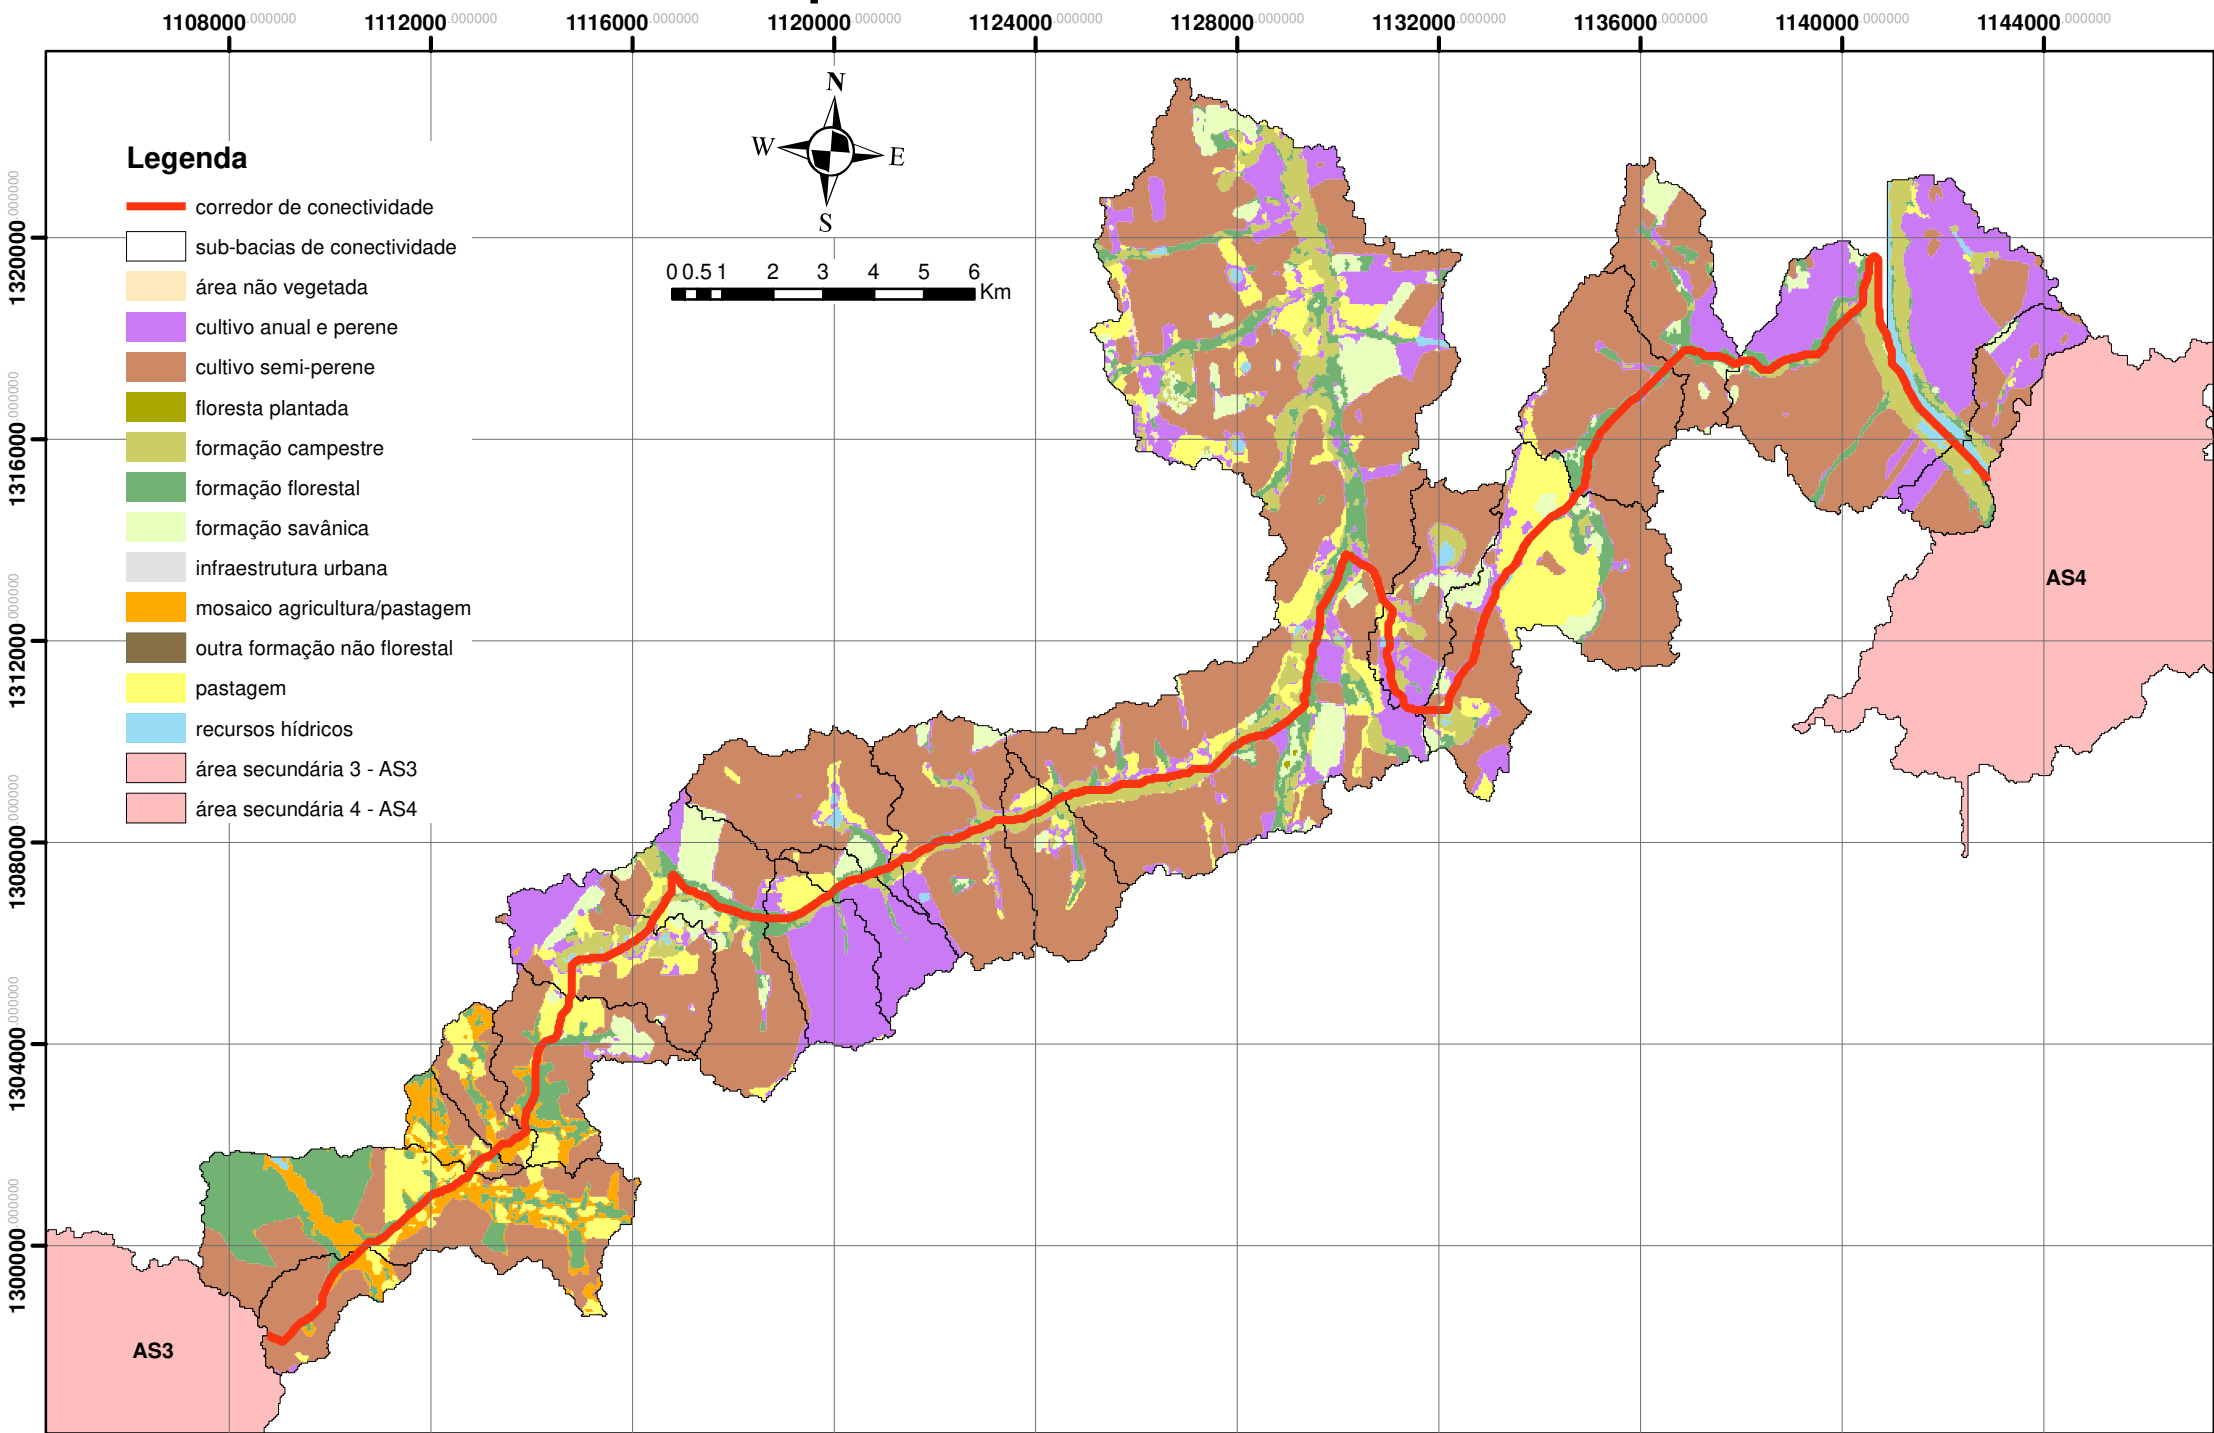 1108000.000000 1112000.000000 1116000.000000 1120000.000000 1124000.000000 1128000.000000 1132000.000000 1136000.000000 1140000.000000 1144000.000000
N
W E
S
0 0.5 1 2 3 4 5 6 Km
Legenda
corredor de conectividade
sub-bacias de conectividade
área não vegetada
cultivo anual e perene
cultivo semi-perene
floresta plantada
formação campestre
formação florestal
formação savânica
infraestrutura urbana
mosaico agricultura/pastagem
outra formação não florestal
pastagem
recursos hídricos
área secundária 3 - AS3
área secundária 4 - AS4
1320000.000000
1316000.000000
1312000.000000
1308000.000000
1304000.000000
1300000.000000
AS4
AS3